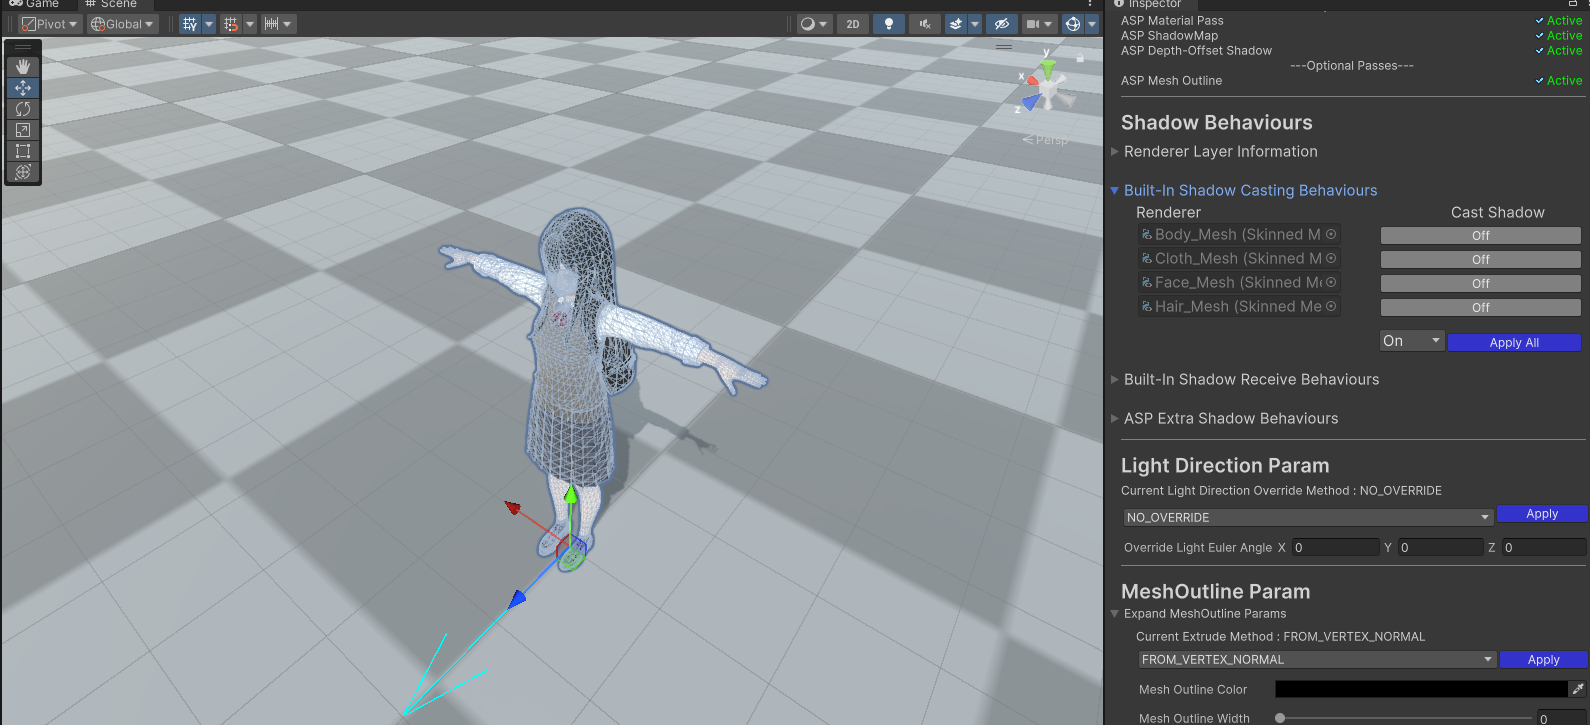 Game
Scene
Pivot
Global
2D
y
x
z
Persp
Inspector
ASP Material Pass Active
ASP ShadowMap Active
ASP Depth-Offset Shadow Active
---Optional Passes---
ASP Mesh Outline Active
Shadow Behaviours
Renderer Layer Information
Built-In Shadow Casting Behaviours
Renderer Cast Shadow
Body_Mesh (Skinned M Off
Cloth_Mesh (Skinned M Off
Face_Mesh (Skinned Me Off
Hair_Mesh (Skinned Me Off
On Apply All
Built-In Shadow Receive Behaviours
ASP Extra Shadow Behaviours
Light Direction Param
Current Light Direction Override Method : NO_OVERRIDE
NO_OVERRIDE Apply
Override Light Euler Angle X 0 Y 0 Z 0
MeshOutline Param
Expand MeshOutline Params
Current Extrude Method : FROM_VERTEX_NORMAL
FROM_VERTEX_NORMAL Apply
Mesh Outline Color
Mesh Outline Width 0